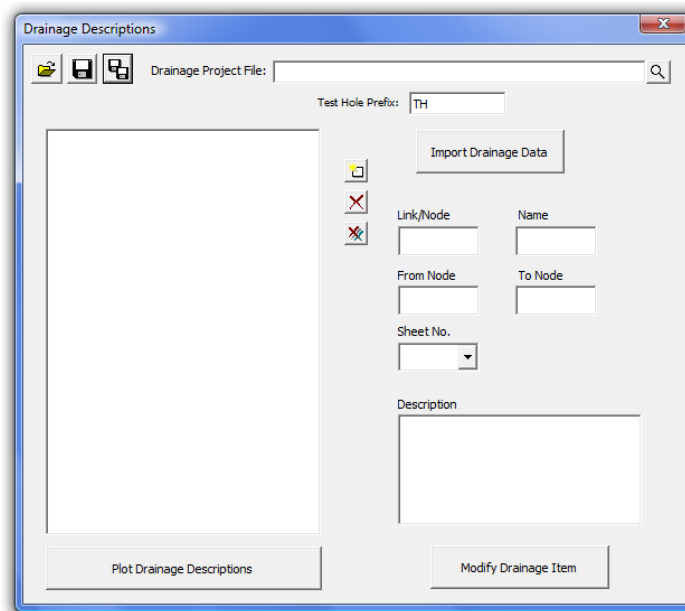 Drainage Descriptions
Drainage Project File:
Test Hole Prefix: TH
Import Drainage Data
Link/Node Name
From Node To Node
Sheet No.
Description
Plot Drainage Descriptions Modify Drainage Item